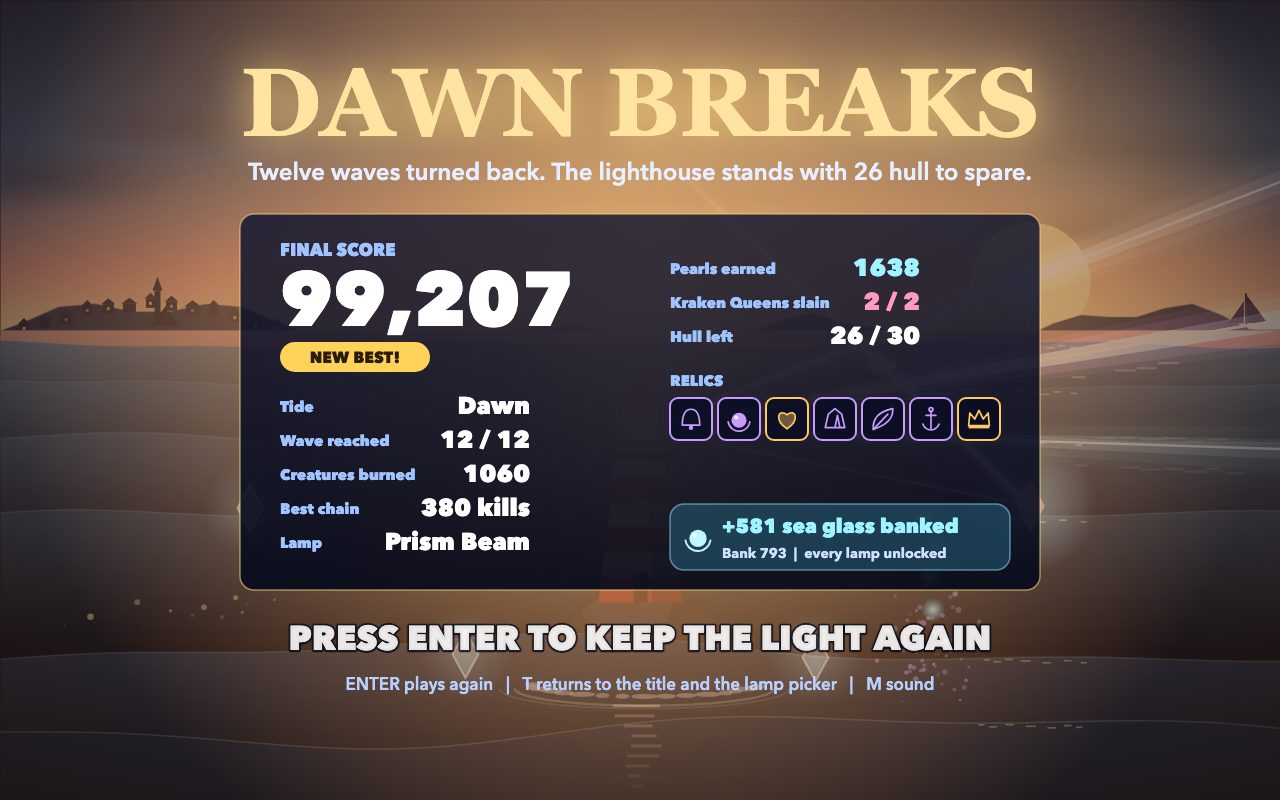 DAWN BREAKS
Twelve waves turned back. The lighthouse stands with 26 hull to spare.
FINAL SCORE
99,207
NEW BEST!
Tide Dawn
Wave reached 12 / 12
Creatures burned 1060
Best chain 380 kills
Lamp Prism Beam
Pearls earned 1638
Kraken Queens slain 2 / 2
Hull left 26 / 30
RELICS
+581 sea glass banked
Bank 793 | every lamp unlocked
PRESS ENTER TO KEEP THE LIGHT AGAIN
ENTER plays again | T returns to the title and the lamp picker | M sound